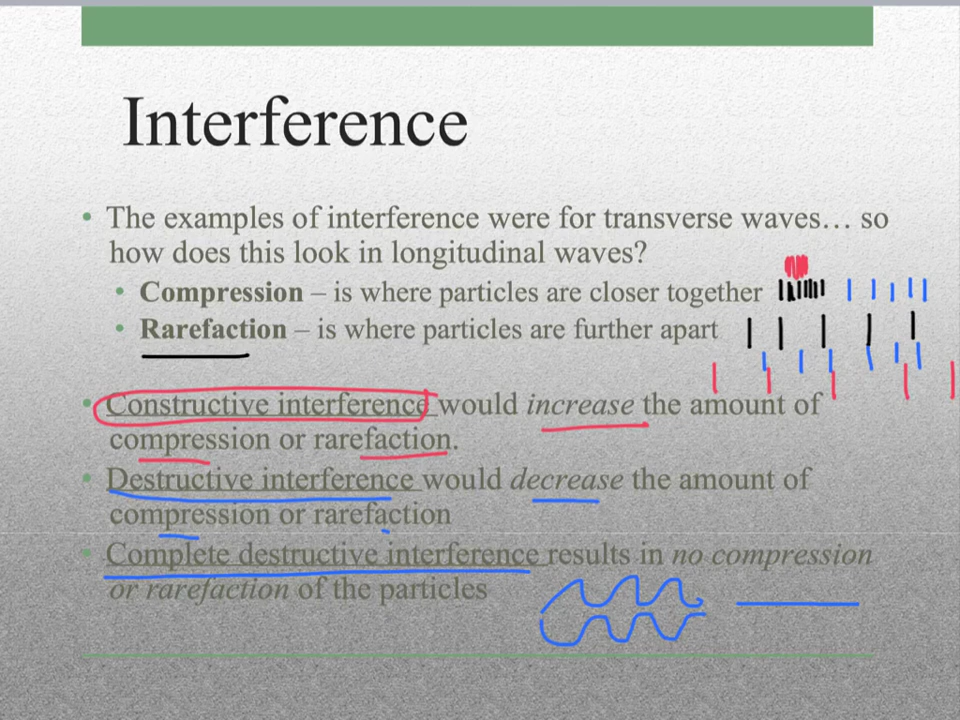 Interference
• The examples of interference were for transverse waves… so
how does this look in longitudinal waves?
• Compression – is where particles are closer together
• Rarefaction – is where particles are further apart
• Constructive interference would increase the amount of
compression or rarefaction.
• Destructive interference would decrease the amount of
compression or rarefaction
• Complete destructive interference results in no compression
or rarefaction of the particles